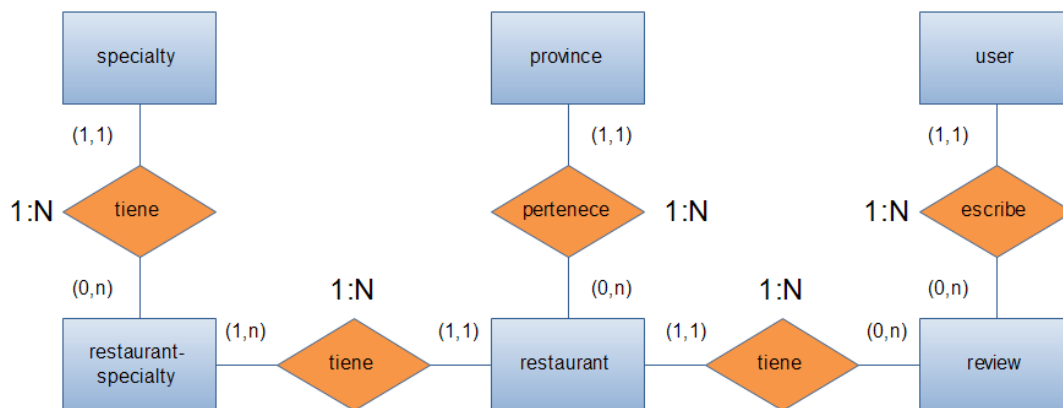 specialty
province
user
(1,1)
(1,1)
(1,1)
1:N
tiene
pertenece
1:N
1:N
escribe
(0,n)
(0,n)
(0,n)
1:N
1:N
restaurant-
specialty
(1,n)
tiene
(1,1)
restaurant
(1,1)
tiene
(0,n)
review